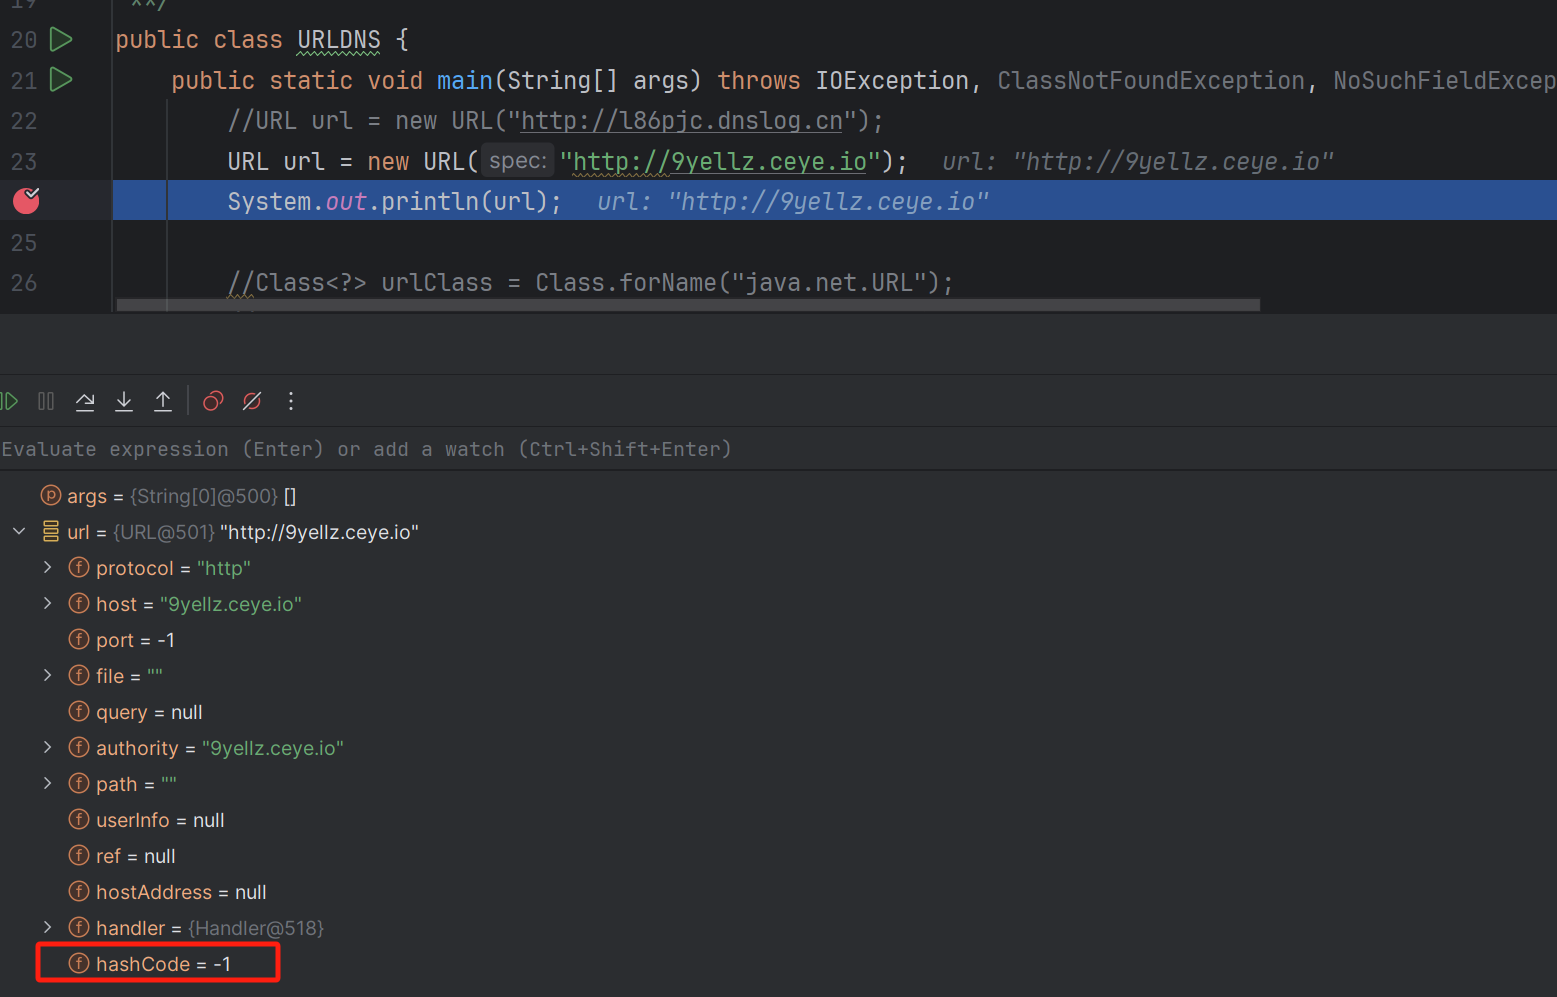 19 **/
20 public class URLDNS {
21 public static void main(String[] args) throws IOException, ClassNotFoundException, NoSuchFieldExcep
22 //URL url = new URL("http://l86pjc.dnslog.cn");
23 URL url = new URL( spec: "http://9yellz.ceye.io"); url: "http://9yellz.ceye.io"
System.out.println(url); url: "http://9yellz.ceye.io"
25
26 //Class<?> urlClass = Class.forName("java.net.URL");
Evaluate expression (Enter) or add a watch (Ctrl+Shift+Enter)
p args = {String[0]@500} []
url = {URL@501} "http://9yellz.ceye.io"
f protocol = "http"
f host = "9yellz.ceye.io"
f port = -1
f file = ""
f query = null
f authority = "9yellz.ceye.io"
f path = ""
f userInfo = null
f ref = null
f hostAddress = null
f handler = {Handler@518}
f hashCode = -1